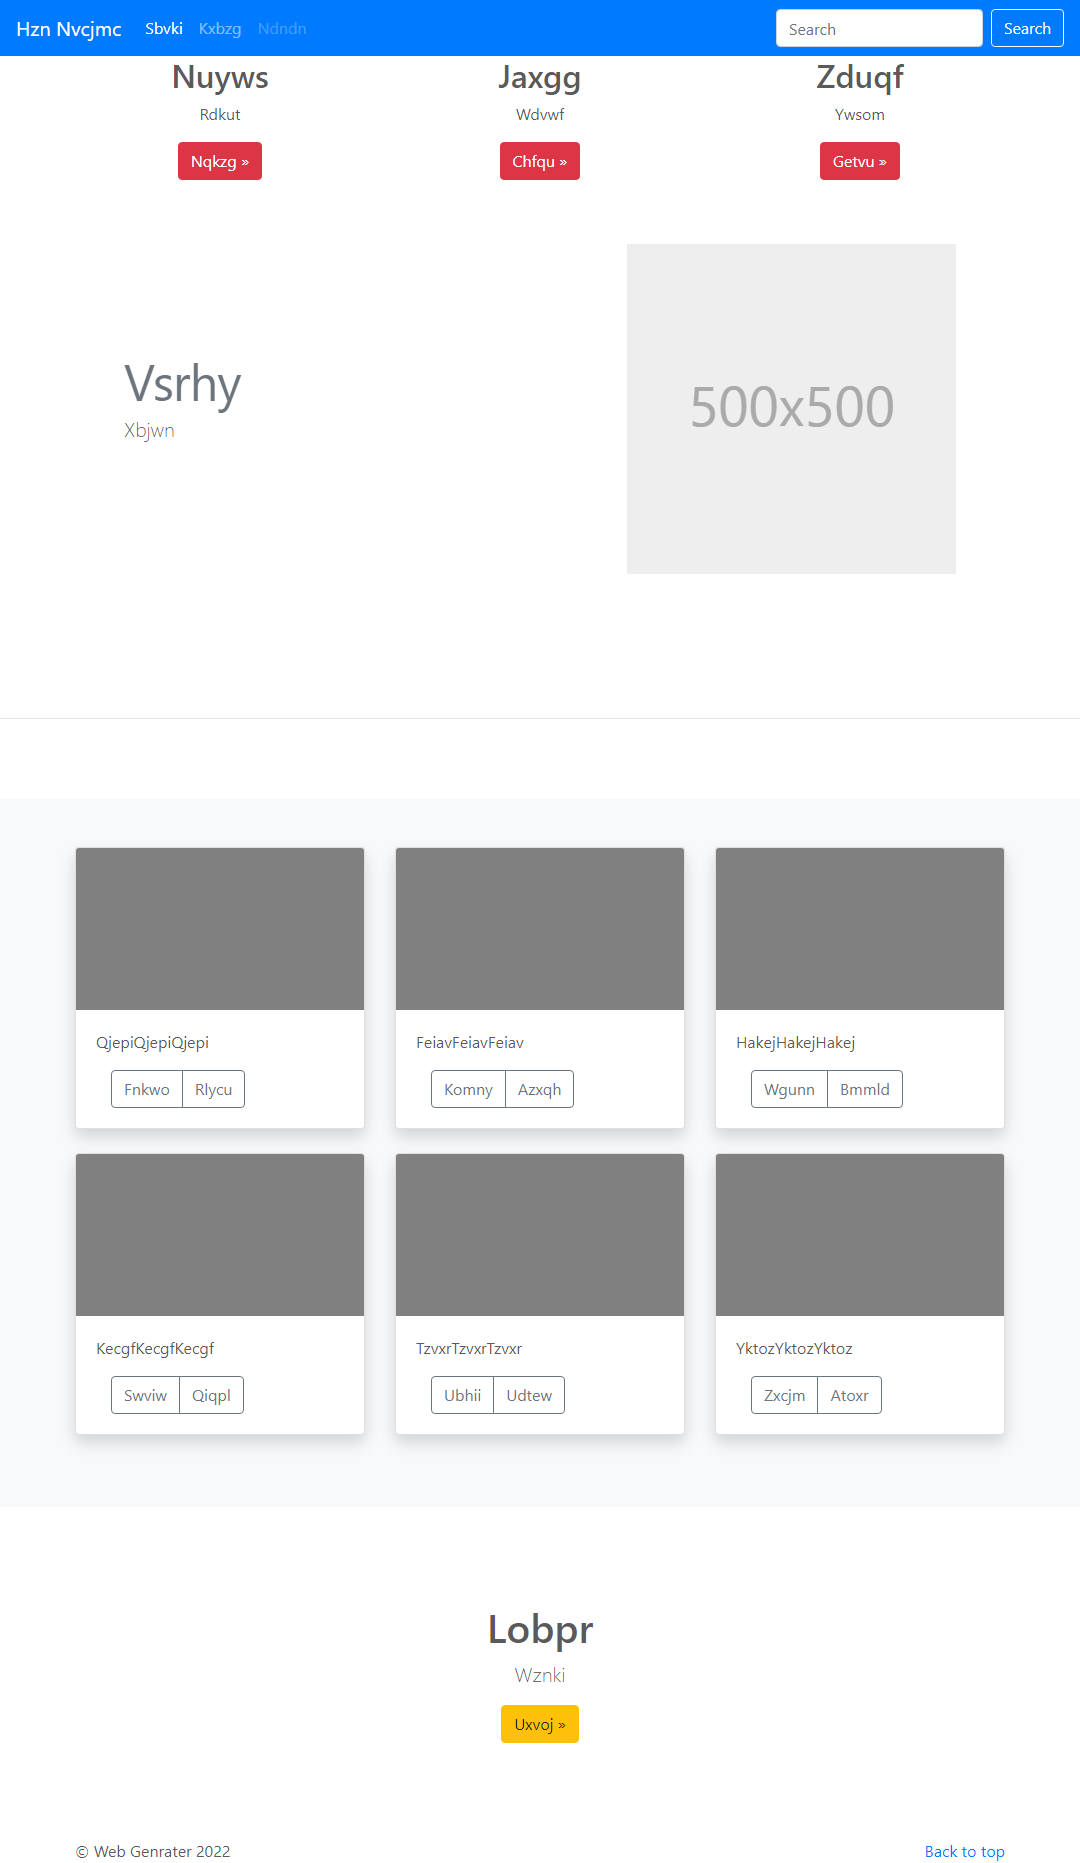 Hzn Nvcjmc Sbvki Kxbzg Ndndn Search Search
Nuyws Jaxgg Zduqf
Rdkut Wdvwf Ywsom
Nqkzg » Chfqu » Getvu »
500x500
Vsrhy
Xbjwn
QjepiQjepiQjepi FeiavFeiavFeiav HakejHakejHakej
Fnkwo Rlycu Komny Azxqh Wgunn Bmmld
KecgfKecgfKecgf TzvxrTzvxrTzvxr YktozYktozYktoz
Swviw Qiqpl Ubhii Udtew Zxcjm Atoxr
Lobpr
Wznki
Uxvoj »
© Web Genrater 2022 Back to top